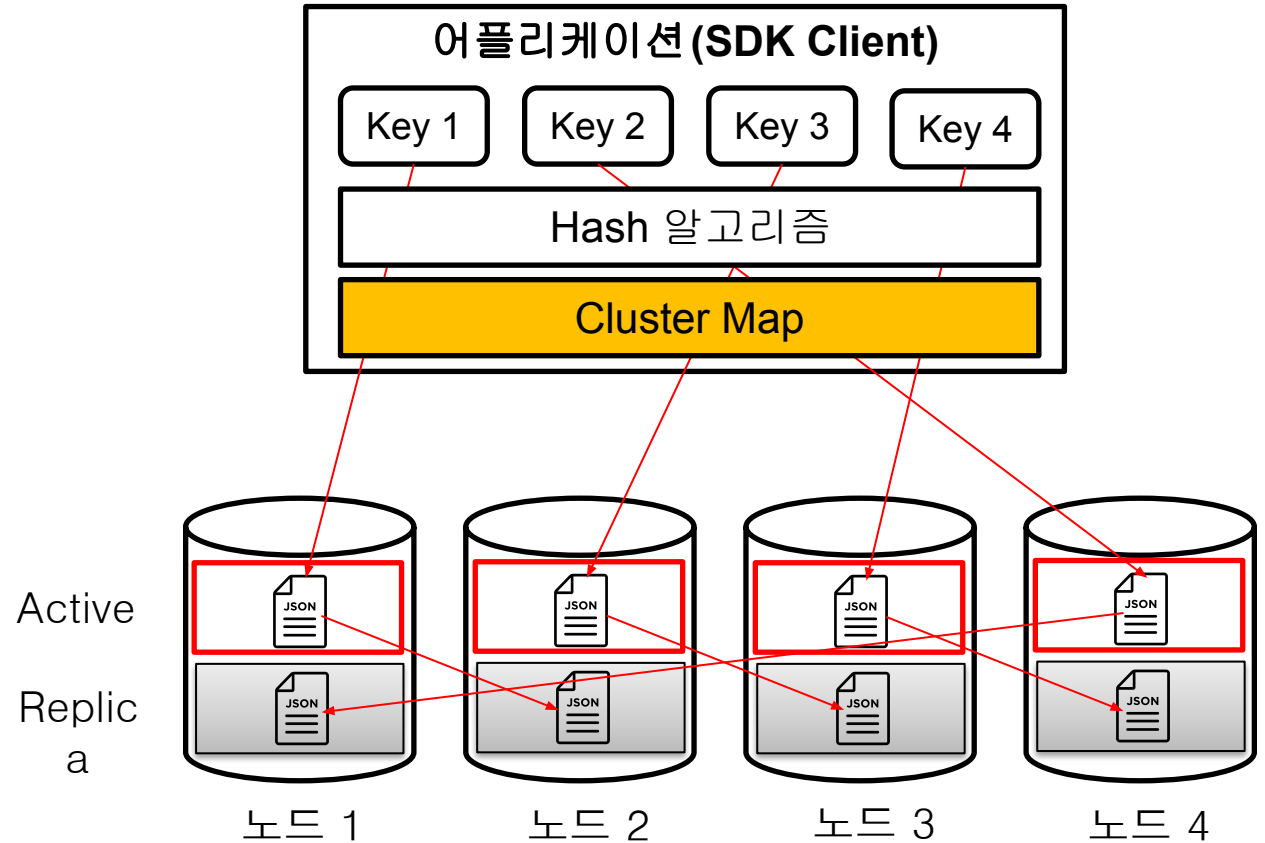 어플리케이션(SDK Client)
Key 1
Key 2
Key 3
Key 4
Hash 알고리즘
Cluster Map
Active
JSON
JSON
JSON
JSON
Replic
a
JSON
JSON
JSON
JSON
노드 1
노드 2
노드 3
노드 4